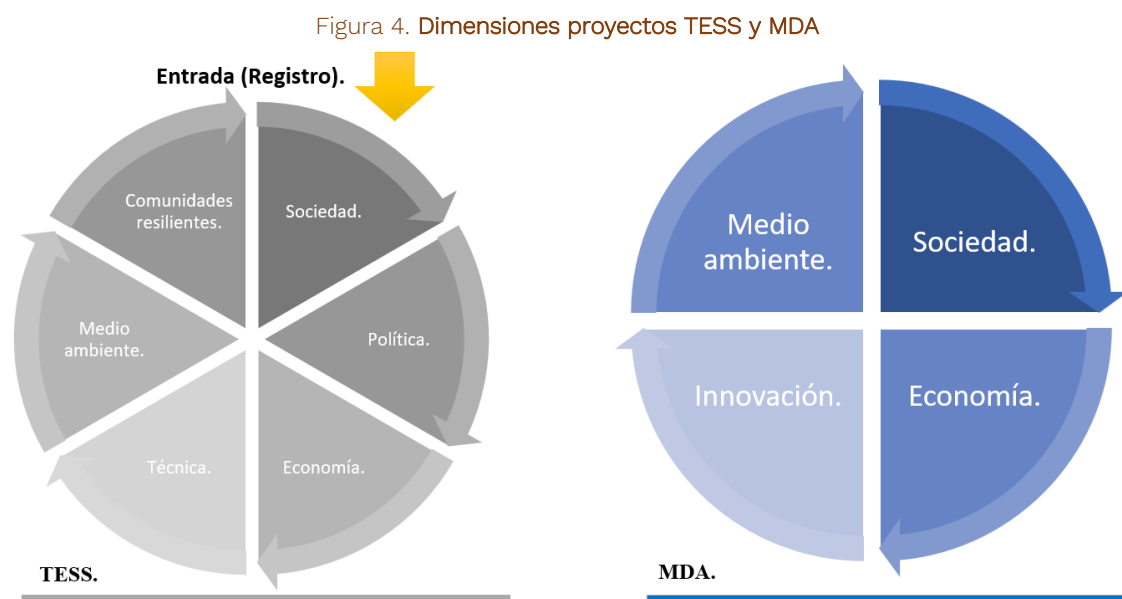 Figura 4. Dimensiones proyectos TESS y MDA
Entrada (Registro).
Comunidades
resilientes.
Sociedad.
Medio
ambiente.
Política.
Técnica.
Economía.
TESS.
Medio
ambiente.
Sociedad.
Innovación.
Economía.
MDA.